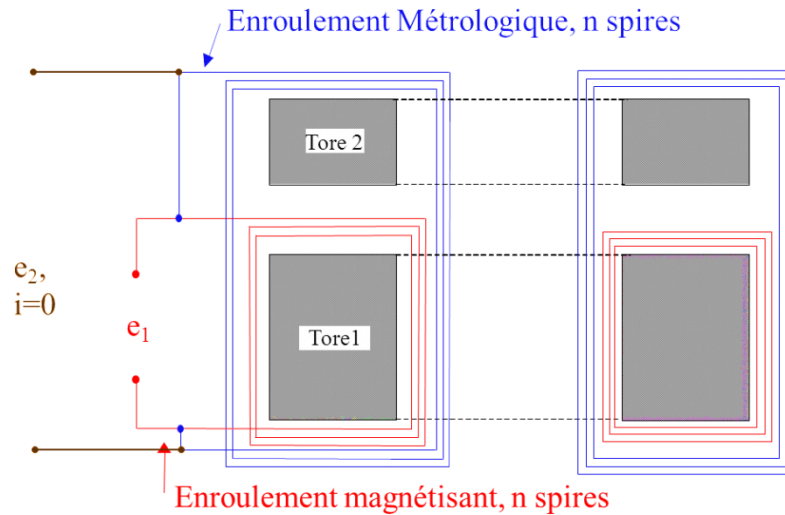 Enroulement Métrologique, n spires
Tore 2
e₂,
i=0
e₁
Tore1
Enroulement magnétisant, n spires